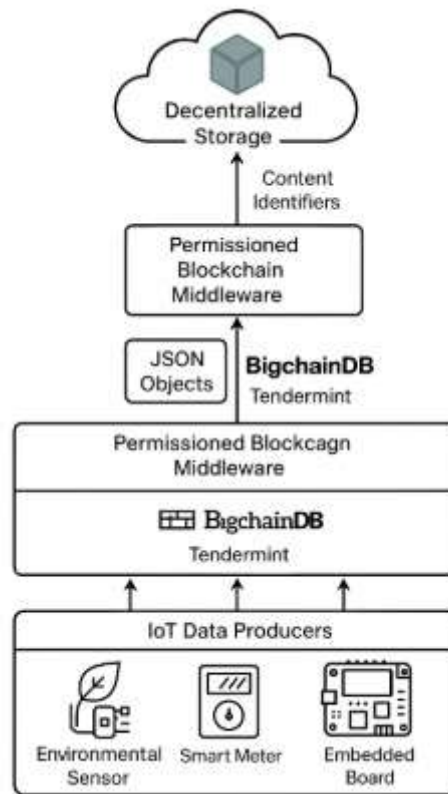 Decentralized
Storage
Content
Identifiers
Permissioned
Blockchain
Middleware
JSON
Objects
BigchainDB
Tendermint
Permissioned Blockcagn
Middleware
BigchainDB
Tendermint
IoT Data Producers
Environmental
Sensor
Smart Meter
Embedded
Board